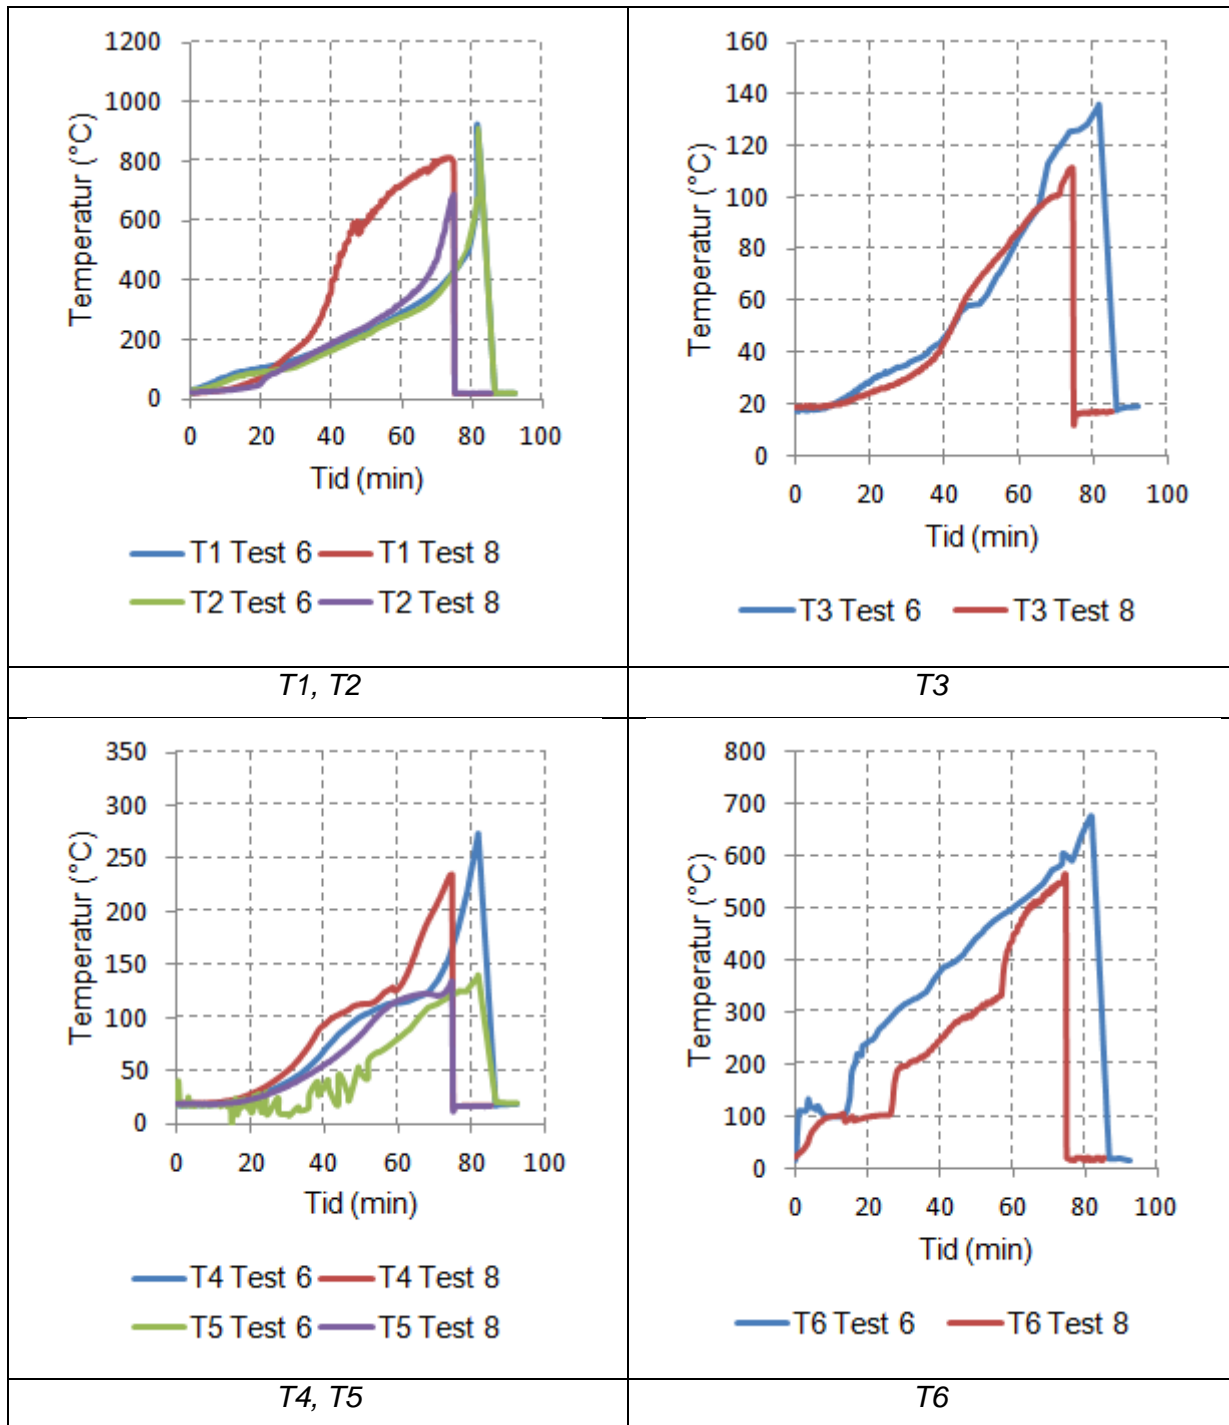 1200
1000
800
600
400
200
0
Temperatur (°C)
0 20 40 60 80 100
Tid (min)
T1 Test 6 T1 Test 8
T2 Test 6 T2 Test 8
T1, T2
160
140
120
100
80
60
40
20
0
Temperatur (°C)
0 20 40 60 80 100
Tid (min)
T3 Test 6 T3 Test 8
T3
350
300
250
200
150
100
50
0
Temperatur (°C)
0 20 40 60 80 100
Tid (min)
T4 Test 6 T4 Test 8
T5 Test 6 T5 Test 8
T4, T5
800
700
600
500
400
300
200
100
0
Temperatur (°C)
0 20 40 60 80 100
Tid (min)
T6 Test 6 T6 Test 8
T6